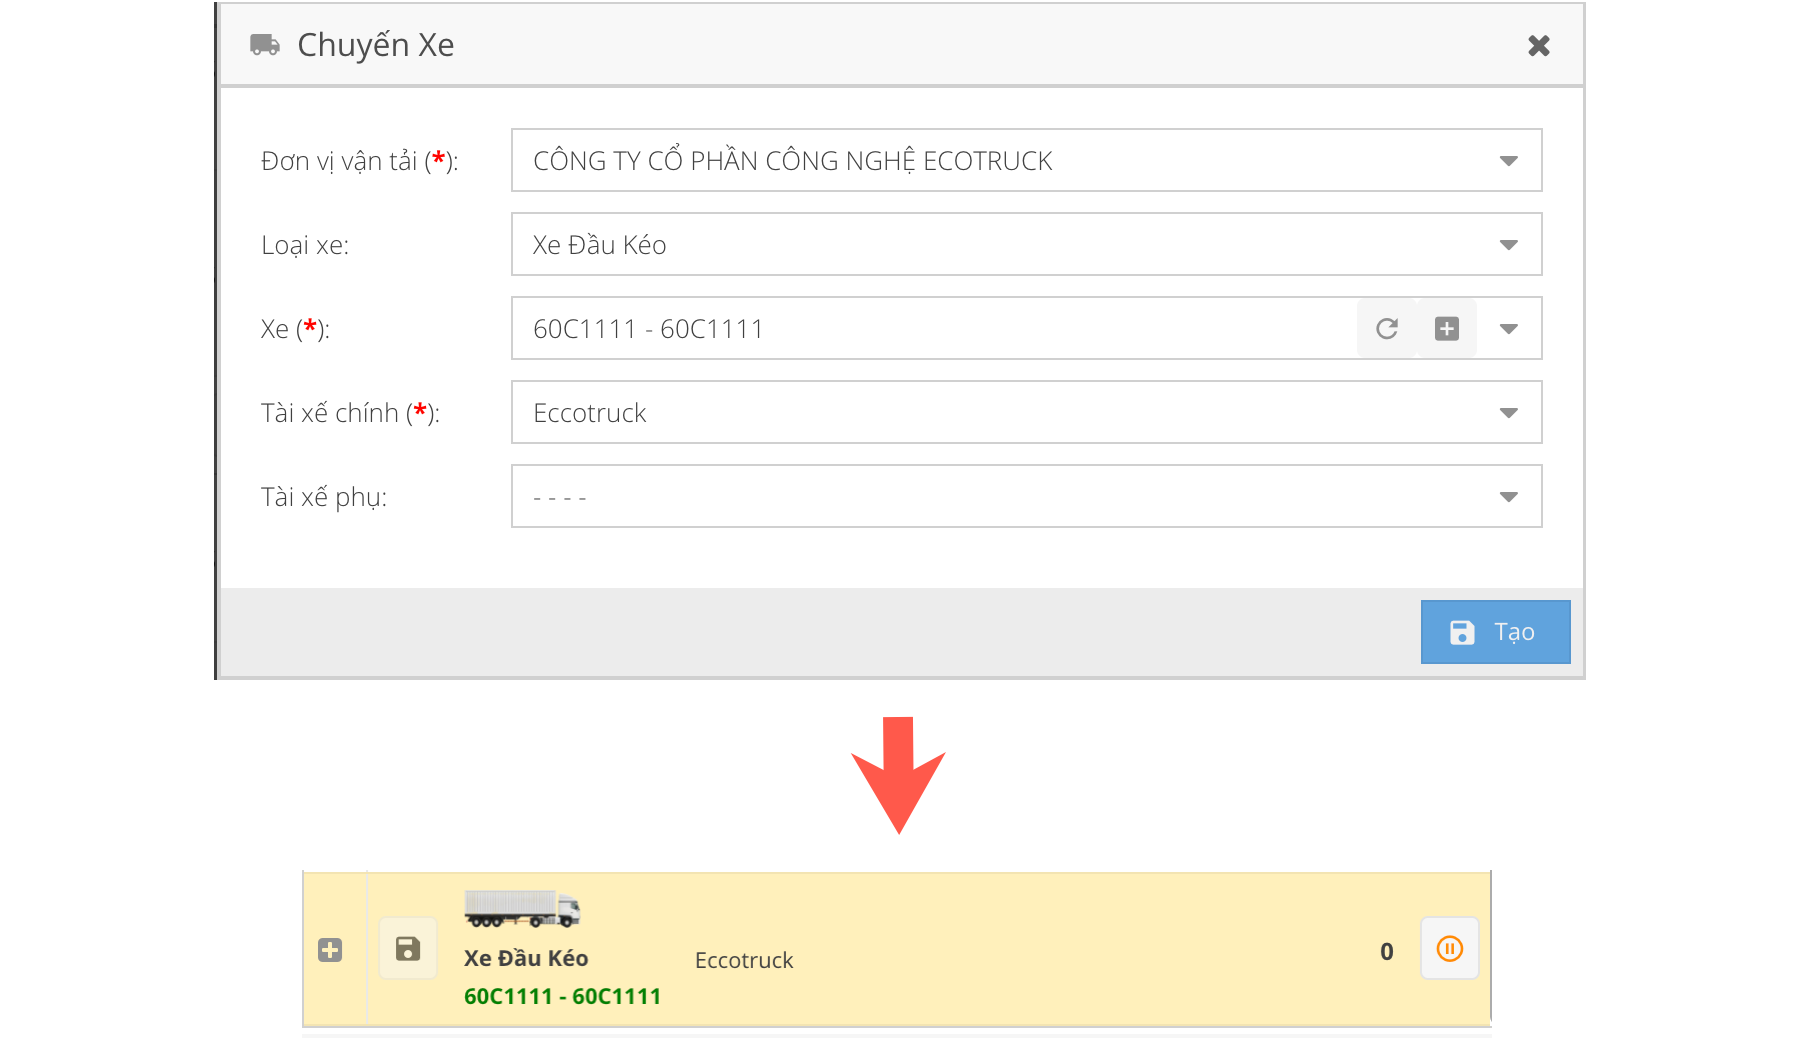 Chuyến Xe
Đơn vị vận tải (*): CÔNG TY CỔ PHẦN CÔNG NGHỆ ECOTRUCK
Loại xe: Xe Đầu Kéo
Xe (*): 60C1111 - 60C1111
Tài xế chính (*): Eccotruck
Tài xế phụ: - - - -
Tạo
Xe Đầu Kéo
Eccotruck
0
60C1111 - 60C1111